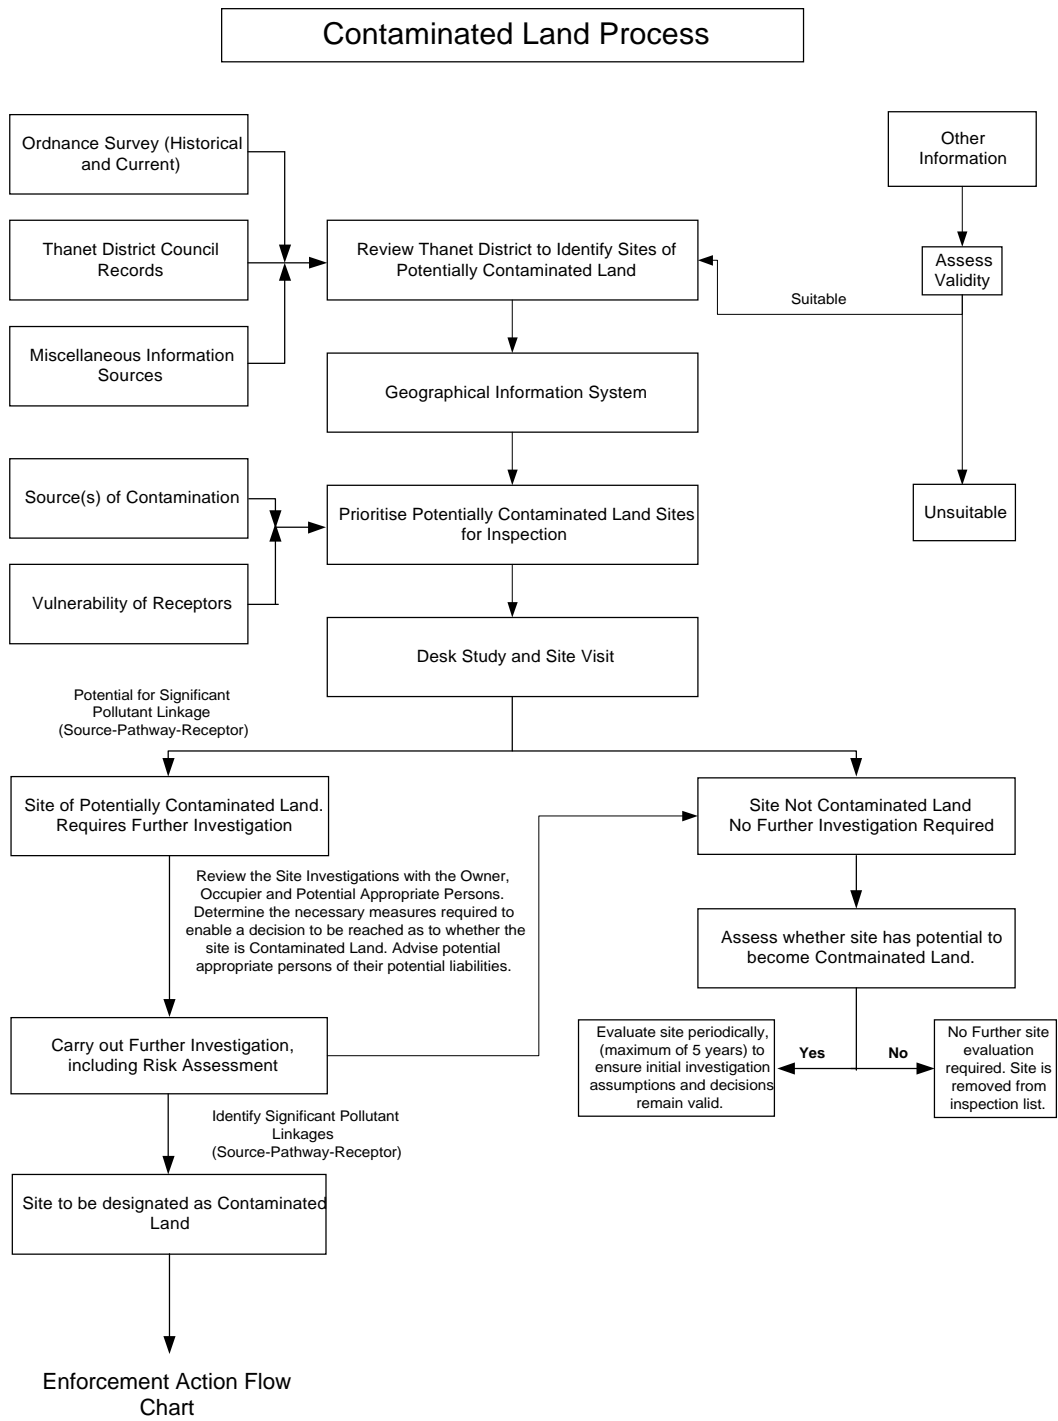 Contaminated Land Process
Ordnance Survey (Historical
and Current)
Other
Information
Thanet District Council
Records
Review Thanet District to Identify Sites of
Potentially Contaminated Land
Assess
Validity
Suitable
Miscellaneous Information
Sources
Geographical Information System
Source(s) of Contamination
Prioritise Potentially Contaminated Land Sites
for Inspection
Unsuitable
Vulnerability of Receptors
Desk Study and Site Visit
Potential for Significant
Pollutant Linkage
(Source-Pathway-Receptor)
Site of Potentially Contaminated Land.
Requires Further Investigation
Site Not Contaminated Land
No Further Investigation Required
Review the Site Investigations with the Owner,
Occupier and Potential Appropriate Persons.
Determine the necessary measures required to
enable a decision to be reached as to whether the
site is Contaminated Land. Advise potential
appropriate persons of their potential liabilities.
Assess whether site has potential to
become Contmainated Land.
Carry out Further Investigation,
including Risk Assessment
Evaluate site periodically,
(maximum of 5 years) to
ensure initial investigation
assumptions and decisions
remain valid.
Yes
No
No Further site
evaluation
required. Site is
removed from
inspection list.
Identify Significant Pollutant
Linkages
(Source-Pathway-Receptor)
Site to be designated as Contaminated
Land
Enforcement Action Flow
Chart